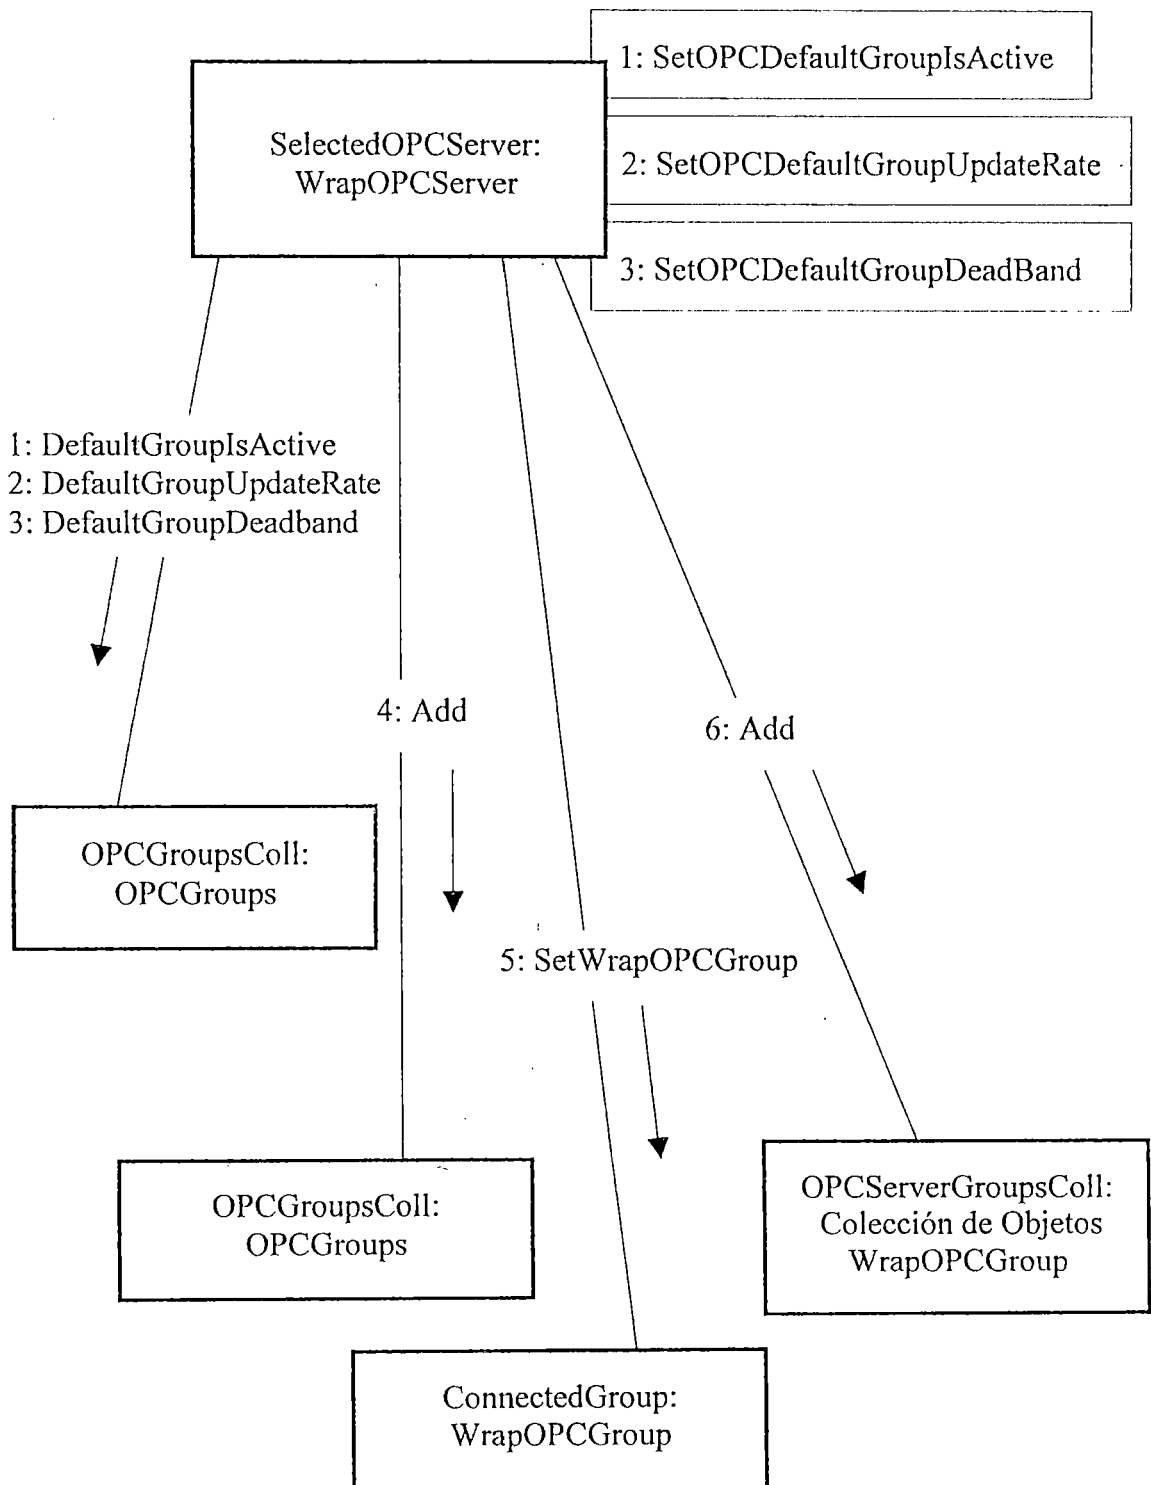 1: SetOPCDefaultGroupIsActive
SelectedOPCServer:
WrapOPCServer
2: SetOPCDefaultGroupUpdateRate
3: SetOPCDefaultGroupDeadBand
1: DefaultGroupIsActive
2: DefaultGroupUpdateRate
3: DefaultGroupDeadband
4: Add
6: Add
OPCGroupsColl:
OPCGroups
5: SetWrapOPCGroup
OPCGroupsColl:
OPCGroups
OPCServerGroupsColl:
Colección de Objetos
WrapOPCGroup
ConnectedGroup:
WrapOPCGroup